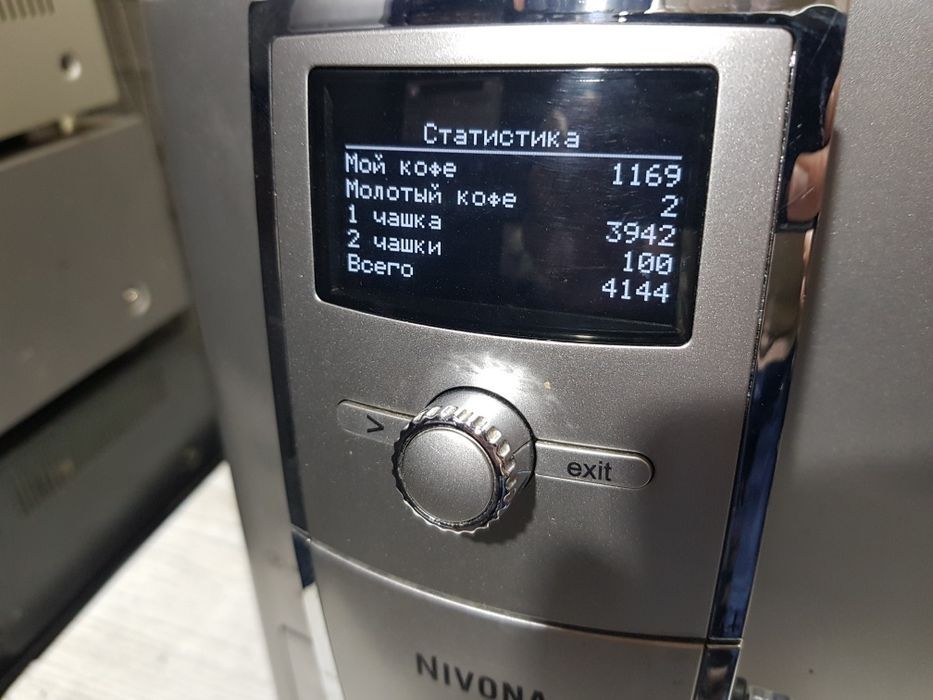 Статистика
Мой кофе 1169
Молотый кофе 2
1 чашка 3942
2 чашки 100
Всего 4144
>
exit
NIVONA